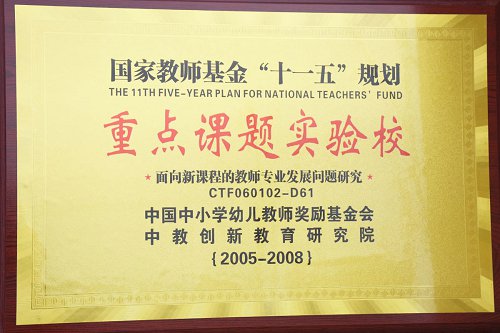 国家教师基金“十一五”规划
THE 11TH FIVE-YEAR PLAN FOR NATIONAL TEACHERS' FUND
重点课题实验校
★ 面向新课程的教师专业发展问题研究 ★
CTF060102-D61
中国中小学幼儿教师奖励基金会
中教创新教育研究院
{2005-2008}